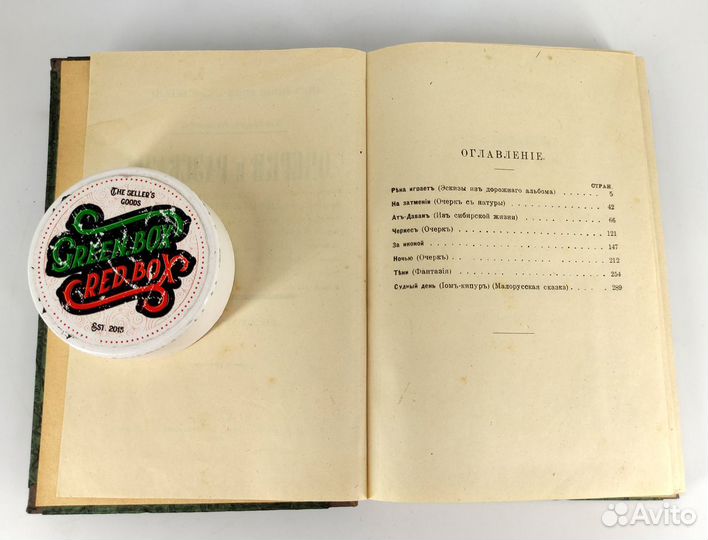 THE SELLER'S
GOODS
GREEN BOX
RED BOX
EST. 2015
ОГЛАВЛЕНІЕ.
СТРАН.
Рѣка играетъ (Эскизы изъ дорожнаго альбома) 5
На затменіи (Очеркъ съ натуры) 42
Атъ-Даванъ (Изъ сибирской жизни) 66
Черкесъ (Очеркъ) 121
За иконой 147
Ночью (Очеркъ) 212
Тѣни (Фантазія) 254
Судный день (Іомъ-кипуръ) (Малорусская сказка) 289
Avito